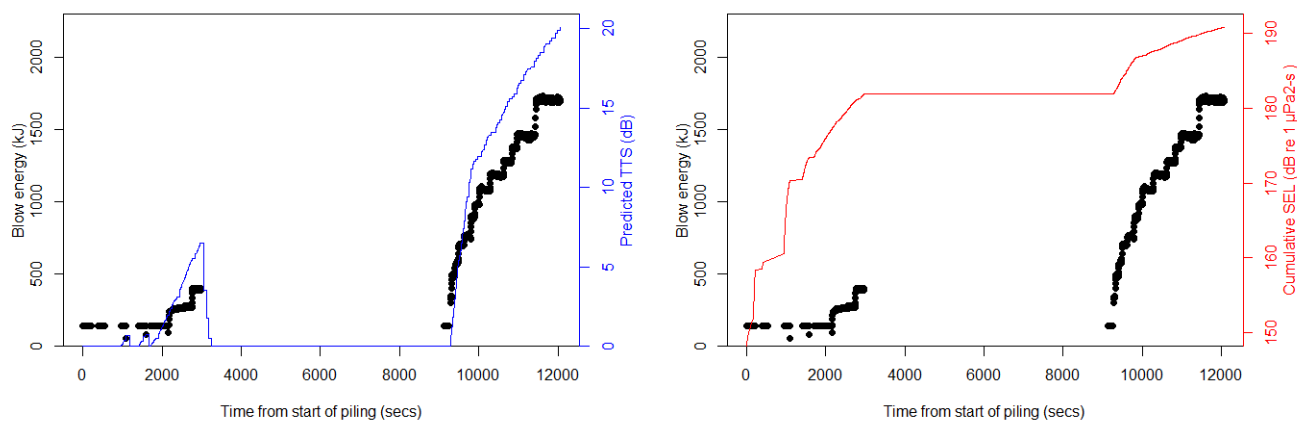 Blow energy (kJ)
2000
1500
1000
500
0
0 2000 4000 6000 8000 10000 12000
Time from start of piling (secs)
20
15
10
5
0
Predicted TTS (dB)
Blow energy (kJ)
2000
1500
1000
500
0
0 2000 4000 6000 8000 10000 12000
Time from start of piling (secs)
190
180
170
160
150
Cumulative SEL (dB re 1 µPa2-s )